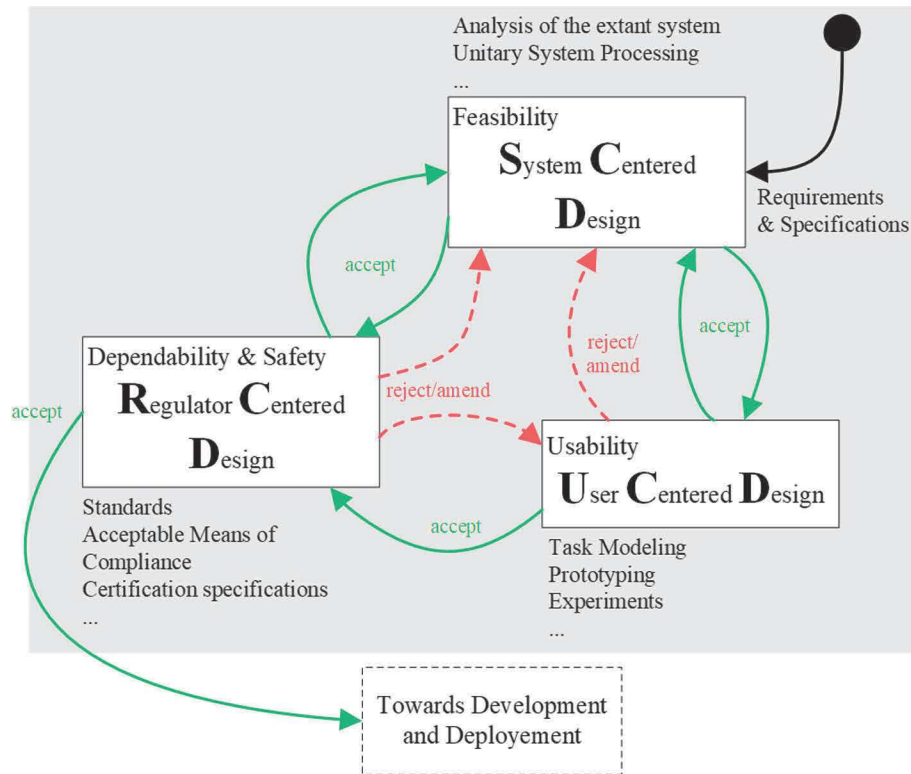 Analysis of the extant system
Unitary System Processing
...
Feasibility
System Centered
Design
Requirements
& Specifications
accept
accept
reject/
amend
Dependability & Safety
Regulator Centered
Design
reject/amend
accept
Usability
User Centered Design
accept
Standards
Acceptable Means of
Compliance
Certification specifications
...
Task Modeling
Prototyping
Experiments
...
Towards Development
and Deployement